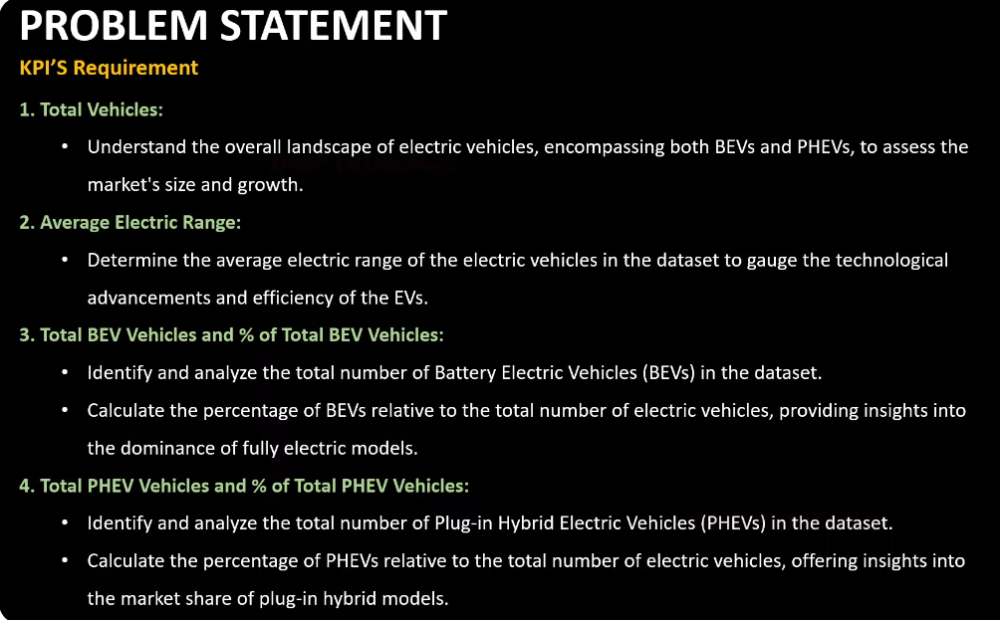 PROBLEM STATEMENT
KPI’S Requirement
1. Total Vehicles:
• Understand the overall landscape of electric vehicles, encompassing both BEVs and PHEVs, to assess the
market's size and growth.
2. Average Electric Range:
• Determine the average electric range of the electric vehicles in the dataset to gauge the technological
advancements and efficiency of the EVs.
3. Total BEV Vehicles and % of Total BEV Vehicles:
• Identify and analyze the total number of Battery Electric Vehicles (BEVs) in the dataset.
• Calculate the percentage of BEVs relative to the total number of electric vehicles, providing insights into
the dominance of fully electric models.
4. Total PHEV Vehicles and % of Total PHEV Vehicles:
• Identify and analyze the total number of Plug-in Hybrid Electric Vehicles (PHEVs) in the dataset.
• Calculate the percentage of PHEVs relative to the total number of electric vehicles, offering insights into
the market share of plug-in hybrid models.